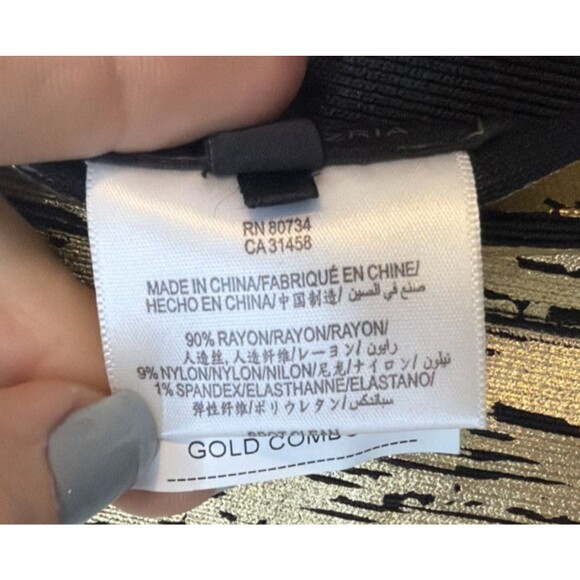 ZRIA
RN 80734
CA 31458
MADE IN CHINA/FABRIQUÉ EN CHINE/
HECHO EN CHINA/中国制造/ صنع في الصين/
90% RAYON/RAYON/RAYON/
人造丝, 人造纤维/レーヨン/ رايون/
9% NYLON/NYLON/NILON/尼龙/ナイロン/ نيلون/
1% SPANDEX/ELASTHANNE/ELASTANO/
弹性纤维/ポリウレタン/ سباندكس/
GOLD COMBO